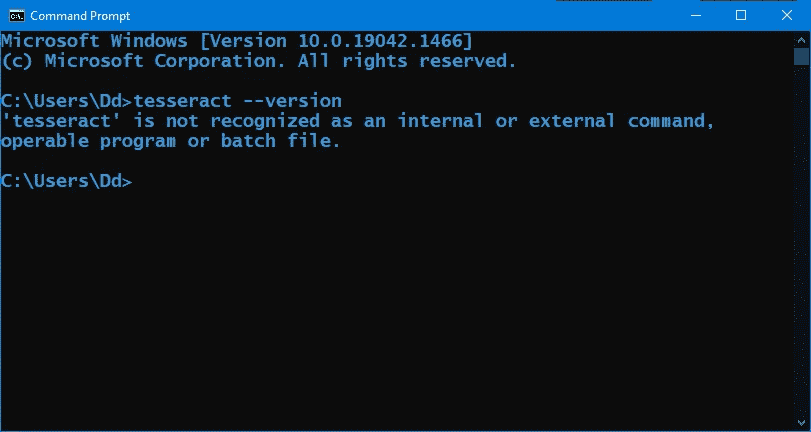 Command Prompt
Microsoft Windows [Version 10.0.19042.1466]
(c) Microsoft Corporation. All rights reserved.
C:\Users\Dd>tesseract --version
'tesseract' is not recognized as an internal or external command,
operable program or batch file.
C:\Users\Dd>